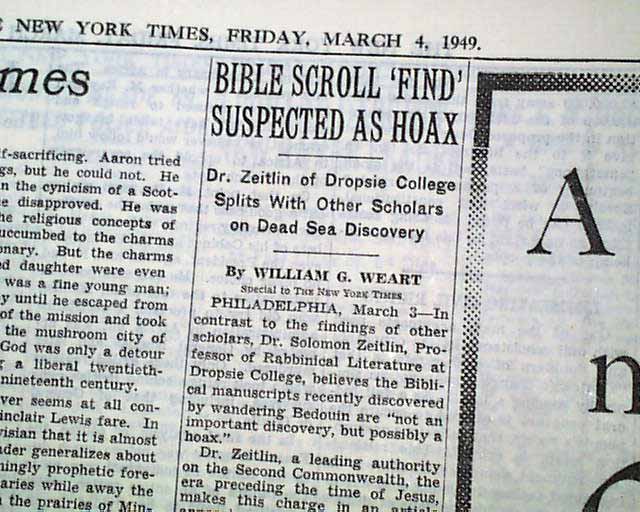 E NEW YORK TIMES, FRIDAY, MARCH 4, 1949.
mes
f-sacrificing. Aaron tried
gs, but he could not. He
n the cynicism of a Scot-
e disapproved. He was
he religious concepts of
uccumbed to the charms
onary. But the charms
ed daughter were even
was a fine young man;
y until he escaped from
of the mission and took
the mushroom city of
God was only a detour
g a liberal twentieth-
nineteenth century.
ver seems at all con-
inclair Lewis fare. In
visian that it is almost
ader generalizes about
ningly prophetic fore-
aries while away the
n the prairies of Min-
BIBLE SCROLL 'FIND'
SUSPECTED AS HOAX
Dr. Zeitlin of Dropsie College
Splits With Other Scholars
on Dead Sea Discovery
By WILLIAM G. WEART
Special to THE NEW YORK TIMES.
PHILADELPHIA, March 3—In
contrast to the findings of other
scholars, Dr. Solomon Zeitlin, Pro-
fessor of Rabbinical Literature at
Dropsie College, believes the Bibli-
cal manuscripts recently discovered
by wandering Bedouin are "not an
important discovery, but possibly a
hoax."
Dr. Zeitlin, a leading authority
on the Second Commonwealth, the
era preceding the time of Jesus,
makes this charge in an article
A
n